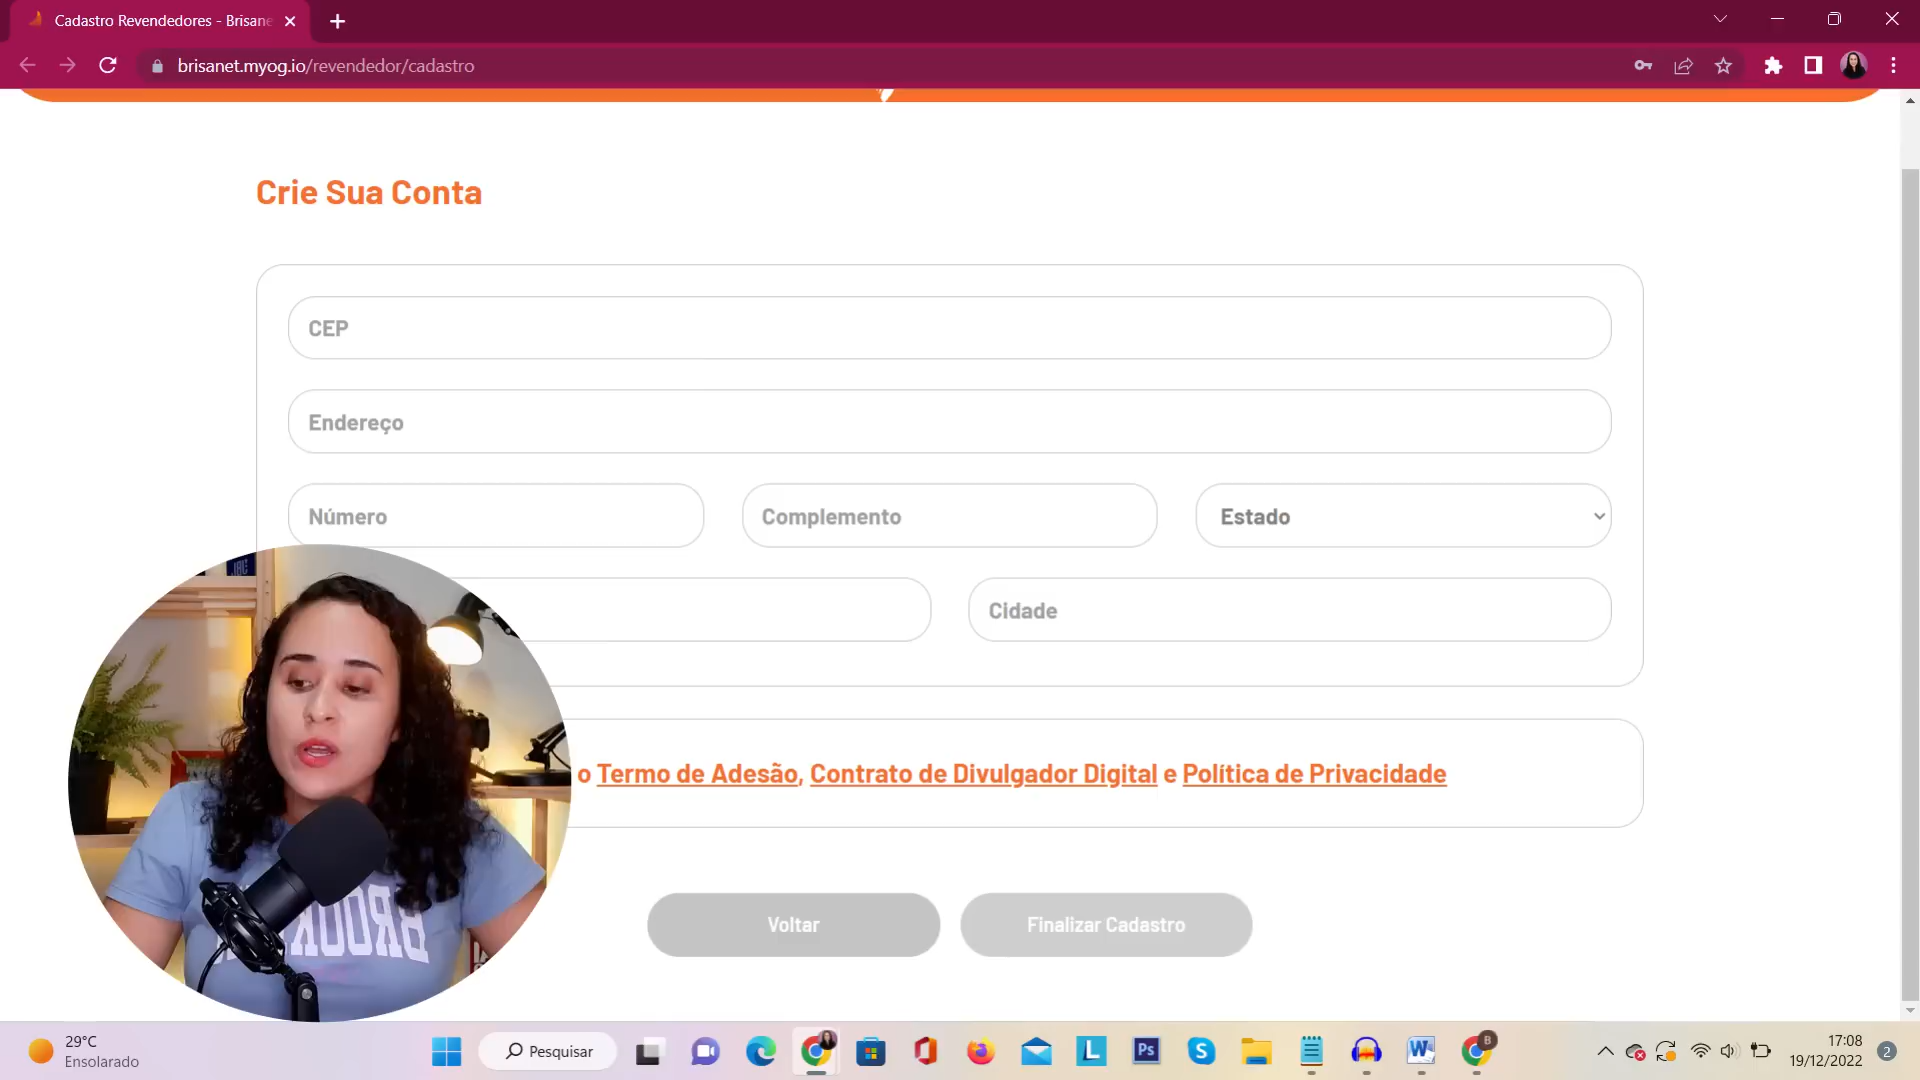 Cadastro Revendedores - Brisane
brisanet.myog.io/revendedor/cadastro
Crie Sua Conta
CEP
Endereço
Número
Complemento
Estado
Cidade
o Termo de Adesão, Contrato de Divulgador Digital e Política de Privacidade
Voltar
Finalizar Cadastro
29°C
Ensolarado
Pesquisar
L
Ps
S
W
B
17:08
19/12/2022
2